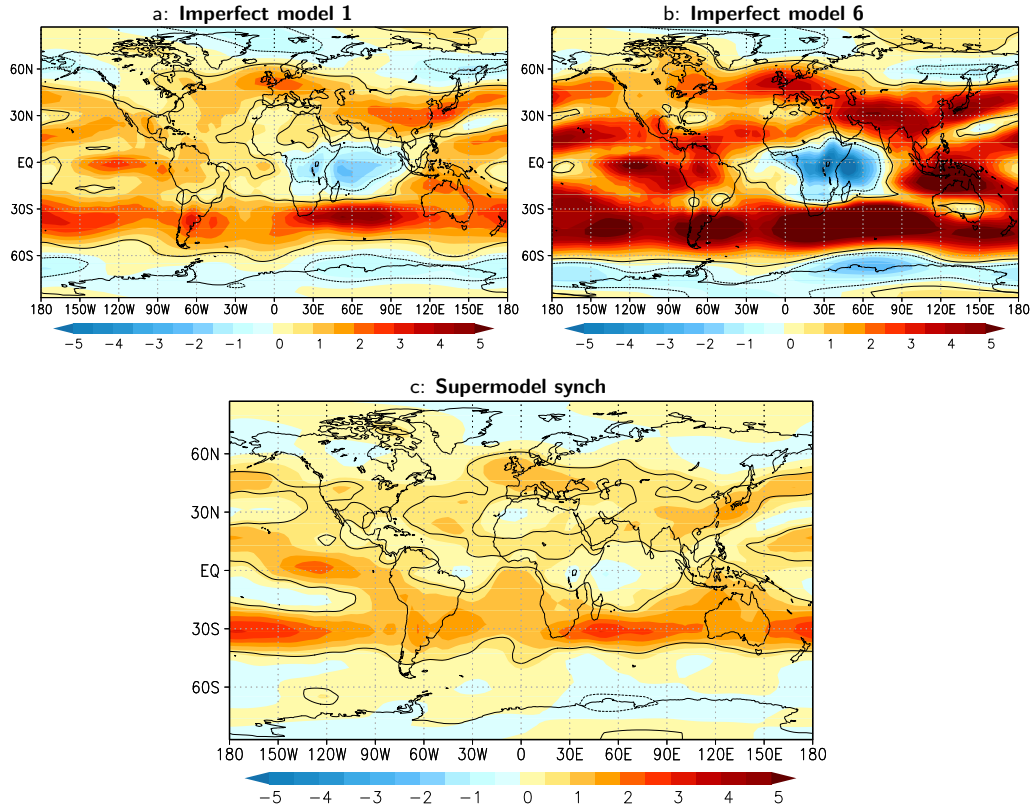 a: Imperfect model 1
60N
30N
EQ
30S
60S
180 150W 120W 90W 60W 30W 0 30E 60E 90E 120E 150E 180
−5 −4 −3 −2 −1 0 1 2 3 4 5
b: Imperfect model 6
60N
30N
EQ
30S
60S
180 150W 120W 90W 60W 30W 0 30E 60E 90E 120E 150E 180
−5 −4 −3 −2 −1 0 1 2 3 4 5
c: Supermodel synch
60N
30N
EQ
30S
60S
180 150W 120W 90W 60W 30W 0 30E 60E 90E 120E 150E 180
−5 −4 −3 −2 −1 0 1 2 3 4 5